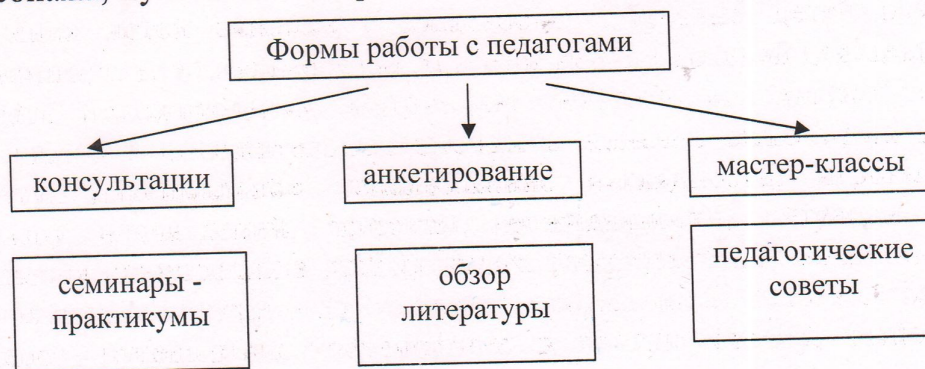 Формы работы с педагогами
консультации
анкетирование
мастер-классы
семинары -
практикумы
обзор
литературы
педагогические
советы